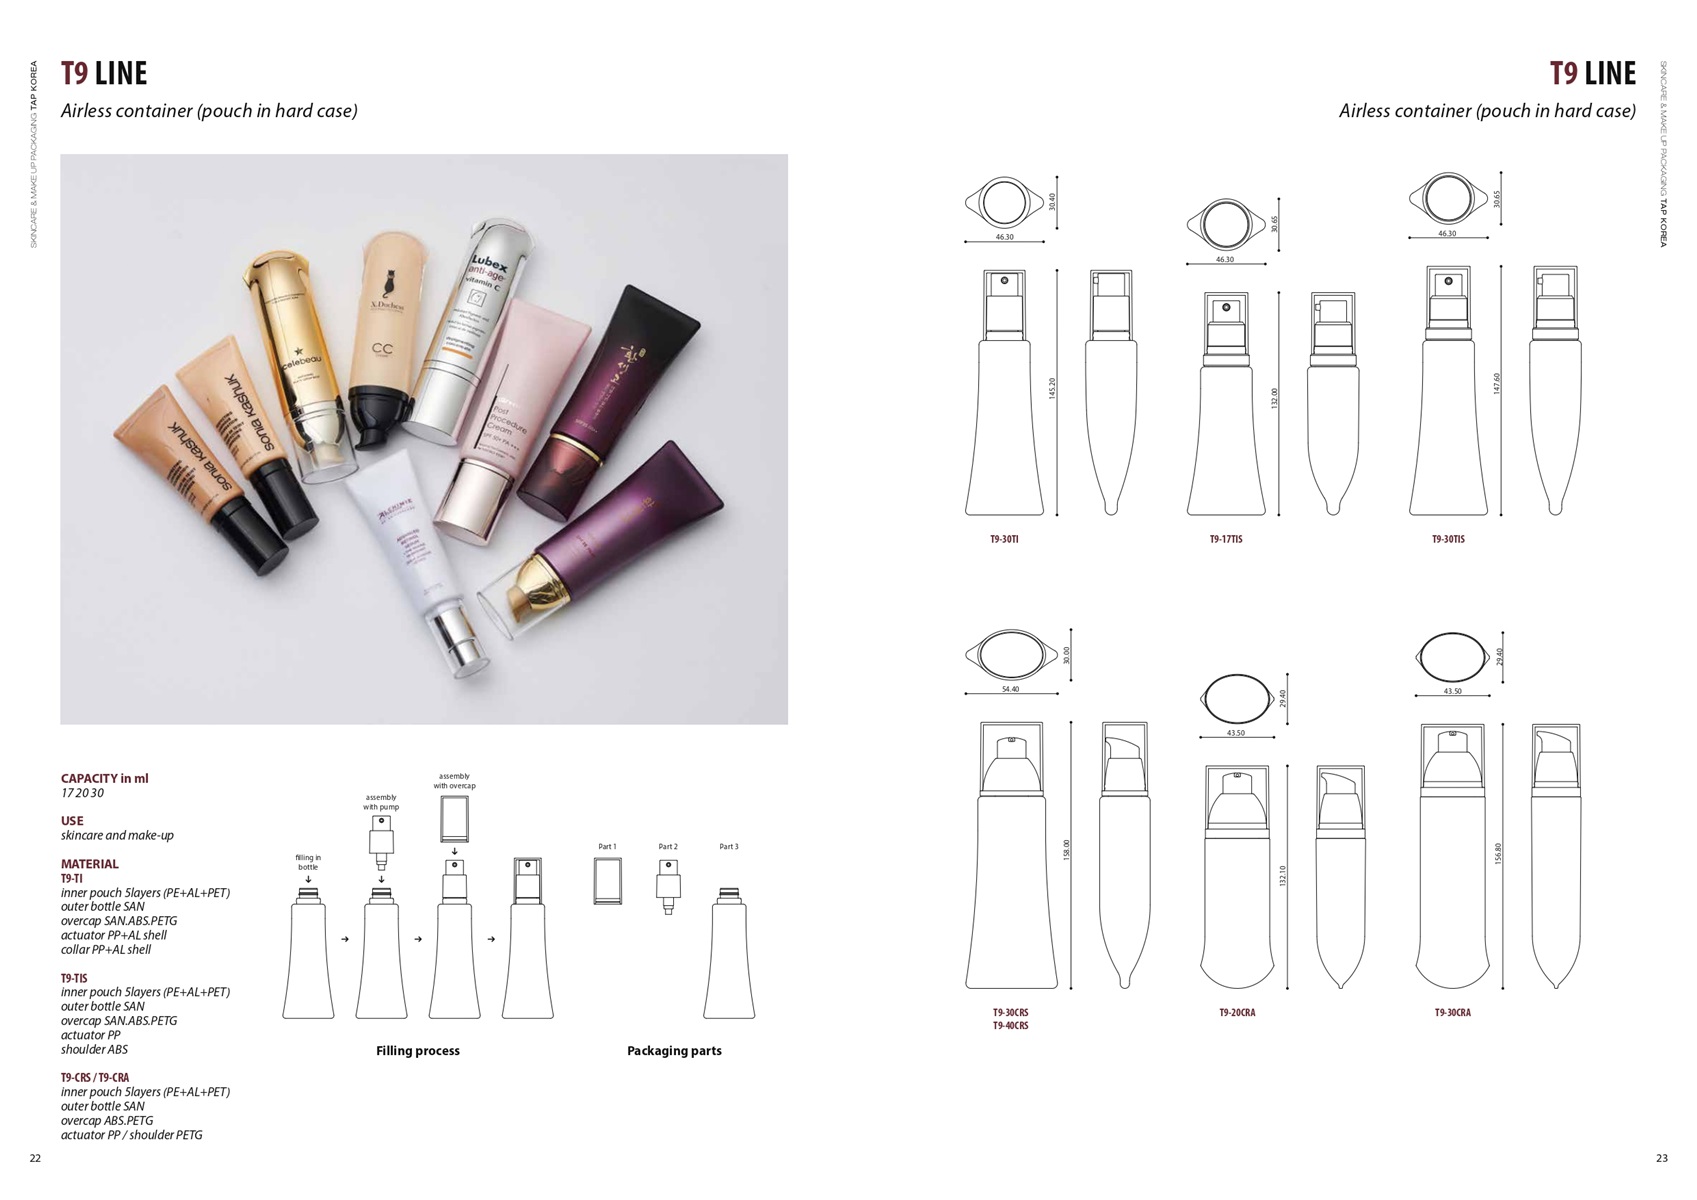 SKINCARE & MAKE UP PACKAGING TAP KOREA
T9 LINE
Airless container (pouch in hard case)
sonia kashuk
sonia kashuk
celebeau
X. Duchess
CC
Lubex
anti-age
vitamin C
Post
Procedure
Cream
SPF 50+ PA+++
CAPACITY in ml
17 20 30
USE
skincare and make-up
MATERIAL
T9-TI
inner pouch 5layers (PE+AL+PET)
outer bottle SAN
overcap SAN.ABS.PETG
actuator PP+AL shell
collar PP+AL shell
T9-TIS
inner pouch 5layers (PE+AL+PET)
outer bottle SAN
overcap SAN.ABS.PETG
actuator PP
shoulder ABS
T9-CRS / T9-CRA
inner pouch 5layers (PE+AL+PET)
outer bottle SAN
overcap ABS.PETG
actuator PP / shoulder PETG
filling in
bottle
assembly
with pump
assembly
with overcap
Filling process
Part 1
Part 2
Part 3
Packaging parts
22
T9 LINE
Airless container (pouch in hard case)
SKINCARE & MAKE UP PACKAGING TAP KOREA
30.40
46.30
145.20
T9-30TI
30.65
46.30
132.00
T9-17TIS
30.65
46.30
147.60
T9-30TIS
30.00
54.40
158.00
T9-30CRS
T9-40CRS
29.40
43.50
132.10
T9-20CRA
29.40
43.50
156.80
T9-30CRA
23